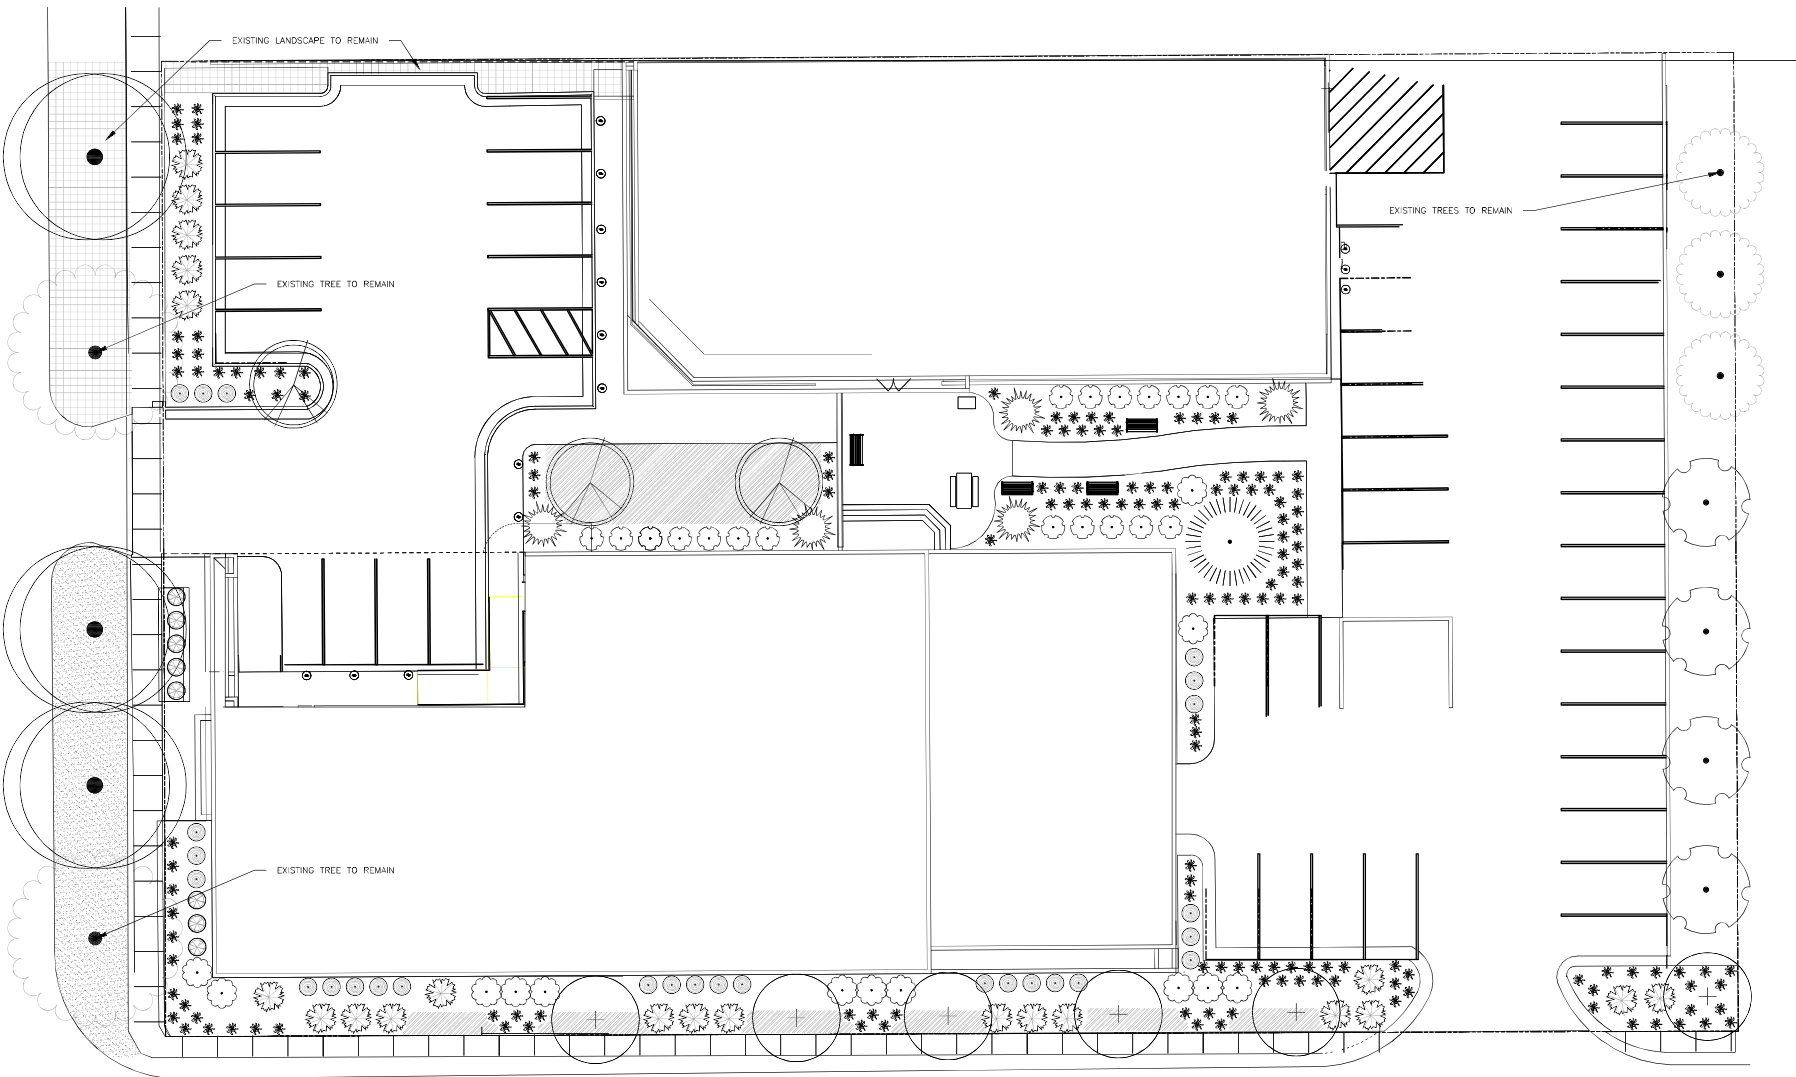 EXISTING LANDSCAPE TO REMAIN
EXISTING TREES TO REMAIN
EXISTING TREE TO REMAIN
EXISTING TREE TO REMAIN